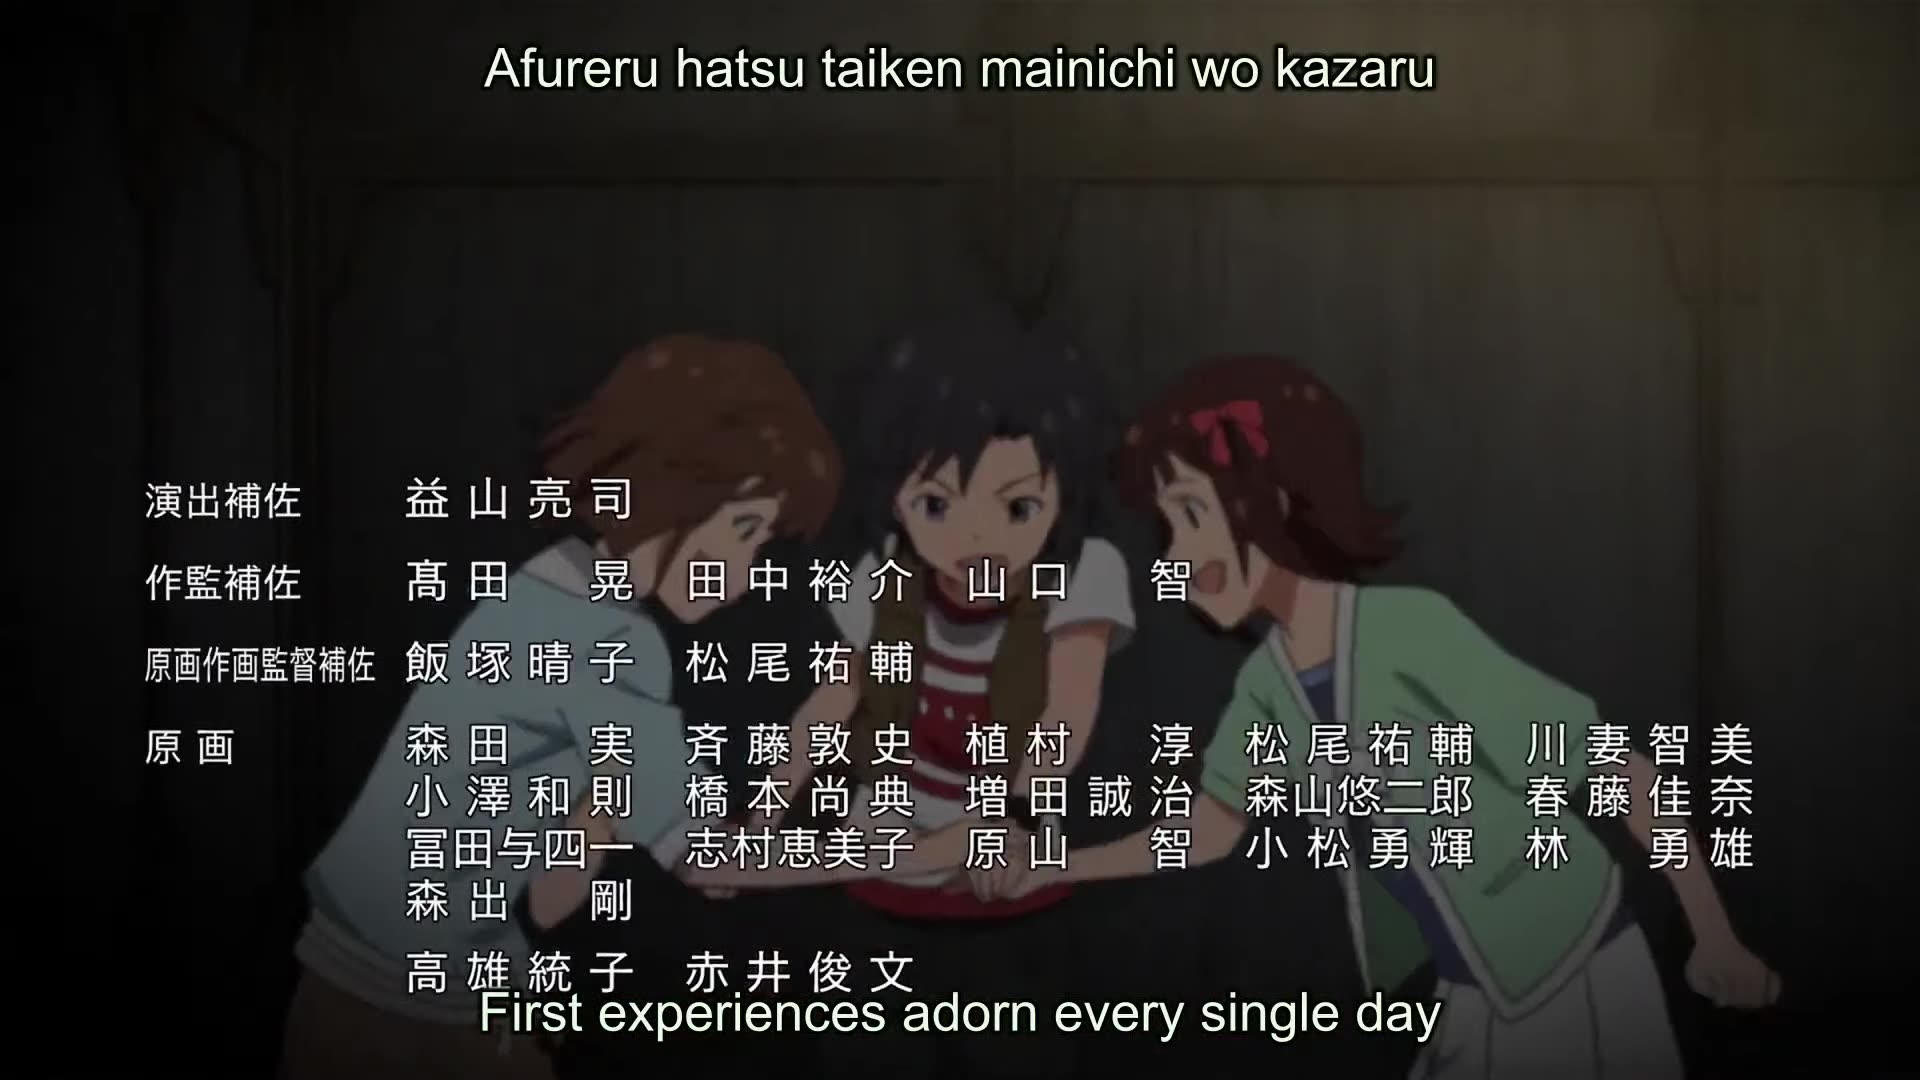 Afureru hatsu taiken mainichi wo kazaru
演出補佐 益山亮司
作監補佐 髙田 晃 田中裕介 山口 智
原画作画監督補佐 飯塚晴子 松尾祐輔
原画 森田 実 斉藤敦史 植村 淳 松尾祐輔 川妻智美
小澤和則 橋本尚典 増田誠治 森山悠二郎 春藤佳奈
冨田与四一 志村恵美子 原山 智 小松勇輝 林 勇雄
森出 剛
高雄統子 赤井俊文
First experiences adorn every single day